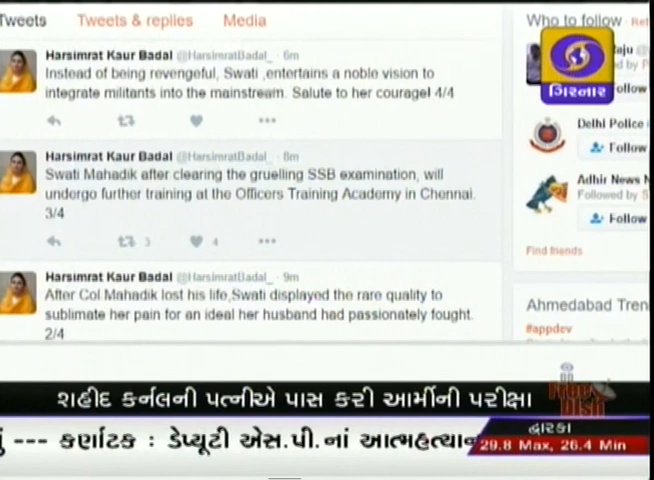 Tweets Tweets & replies Media
Who to follow
Harsimrat Kaur Badal @HarsimratBadal_ · 6m
Instead of being revengeful, Swati ,entertains a noble vision to
integrate militants into the mainstream. Salute to her courage! 4/4
Harsimrat Kaur Badal @HarsimratBadal_ · 8m
Swati Mahadik after clearing the gruelling SSB examination, will
undergo further training at the Officers Training Academy in Chennai.
3/4
3 4
Harsimrat Kaur Badal @HarsimratBadal_ · 9m
After Col Mahadik lost his life,Swati displayed the rare quality to
sublimate her pain for an ideal her husband had passionately fought.
2/4
ગિરનાર
Delhi Police
Follow
Adhir News
Followed by
Follow
Find friends
Ahmedabad Tren
#appdev
શહીદ કર્નલની પત્નીએ પાસ કરી આર્મીની પરીક્ષા
DD
Free
Dish
--- કર્ણાટક : ડેપ્યૂટી એસ.પી.નાં આત્મહત્યાન
દ્વારકા
29.8 Max, 26.4 Min